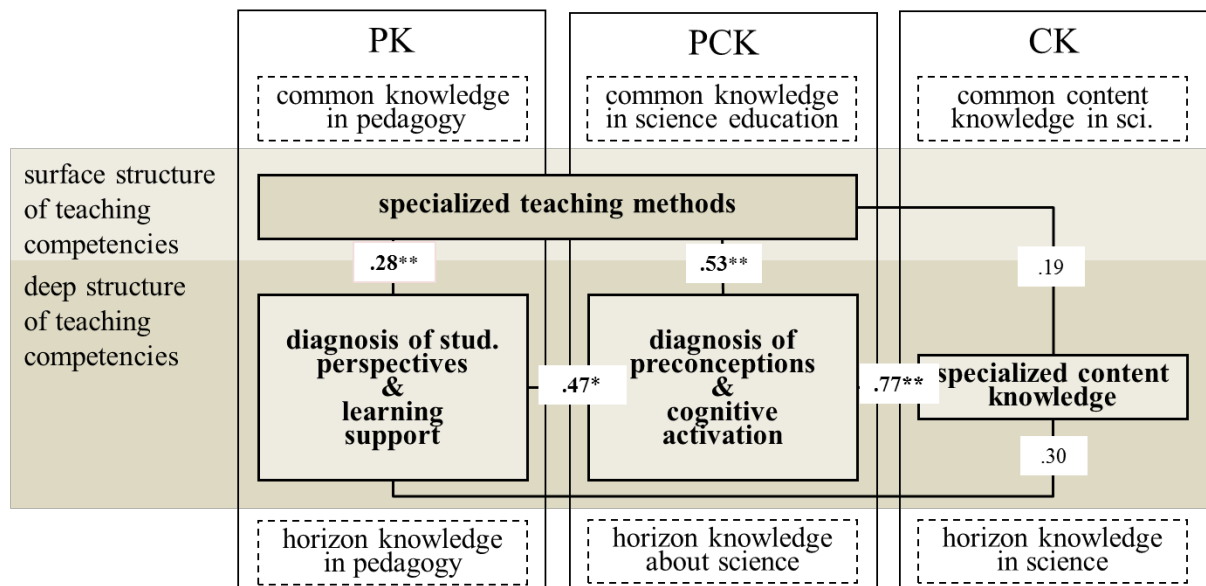 PK
PCK
CK
common knowledge
in pedagogy
common knowledge
in science education
common content
knowledge in sci.
surface structure
of teaching
competencies
specialized teaching methods
.28**
.53**
.19
deep structure
of teaching
competencies
diagnosis of stud.
perspectives
&
learning
support
.47*
diagnosis of
preconceptions
&
cognitive
activation
.77**
specialized content
knowledge
.30
horizon knowledge
in pedagogy
horizon knowledge
about science
horizon knowledge
in science